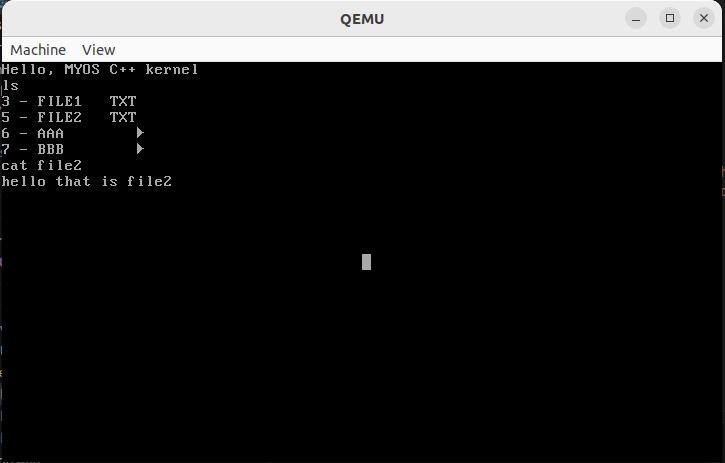 QEMU
Machine View
Hello, MYOS C++ kernel
ls
3 - FILE1   TXT
5 - FILE2   TXT
6 - AAA
7 - BBB
cat file2
hello that is file2